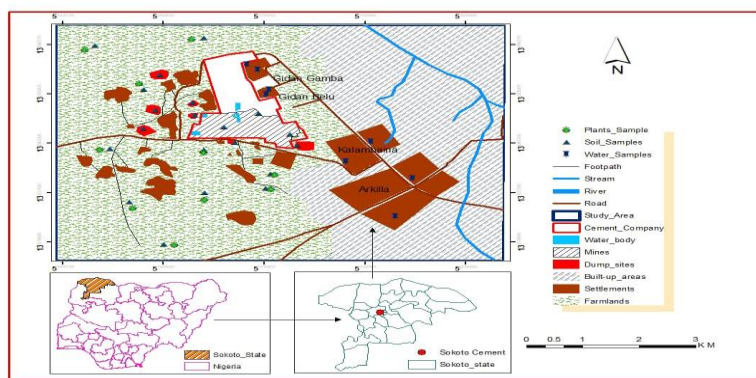 Gidan Gamba
Gidan Helu
Kalambaina
Arkilla
N
Plants_Sample
Soil_Samples
Water_Samples
Footpath
Stream
River
Road
Study_Area
Cement_Company
Water_body
Mines
Dump_sites
Built-up_areas
Settlements
Farmlands
Sokoto_State
Nigeria
Sokoto Cement
Sokoto_state
0 0.5 1 2 3
K M